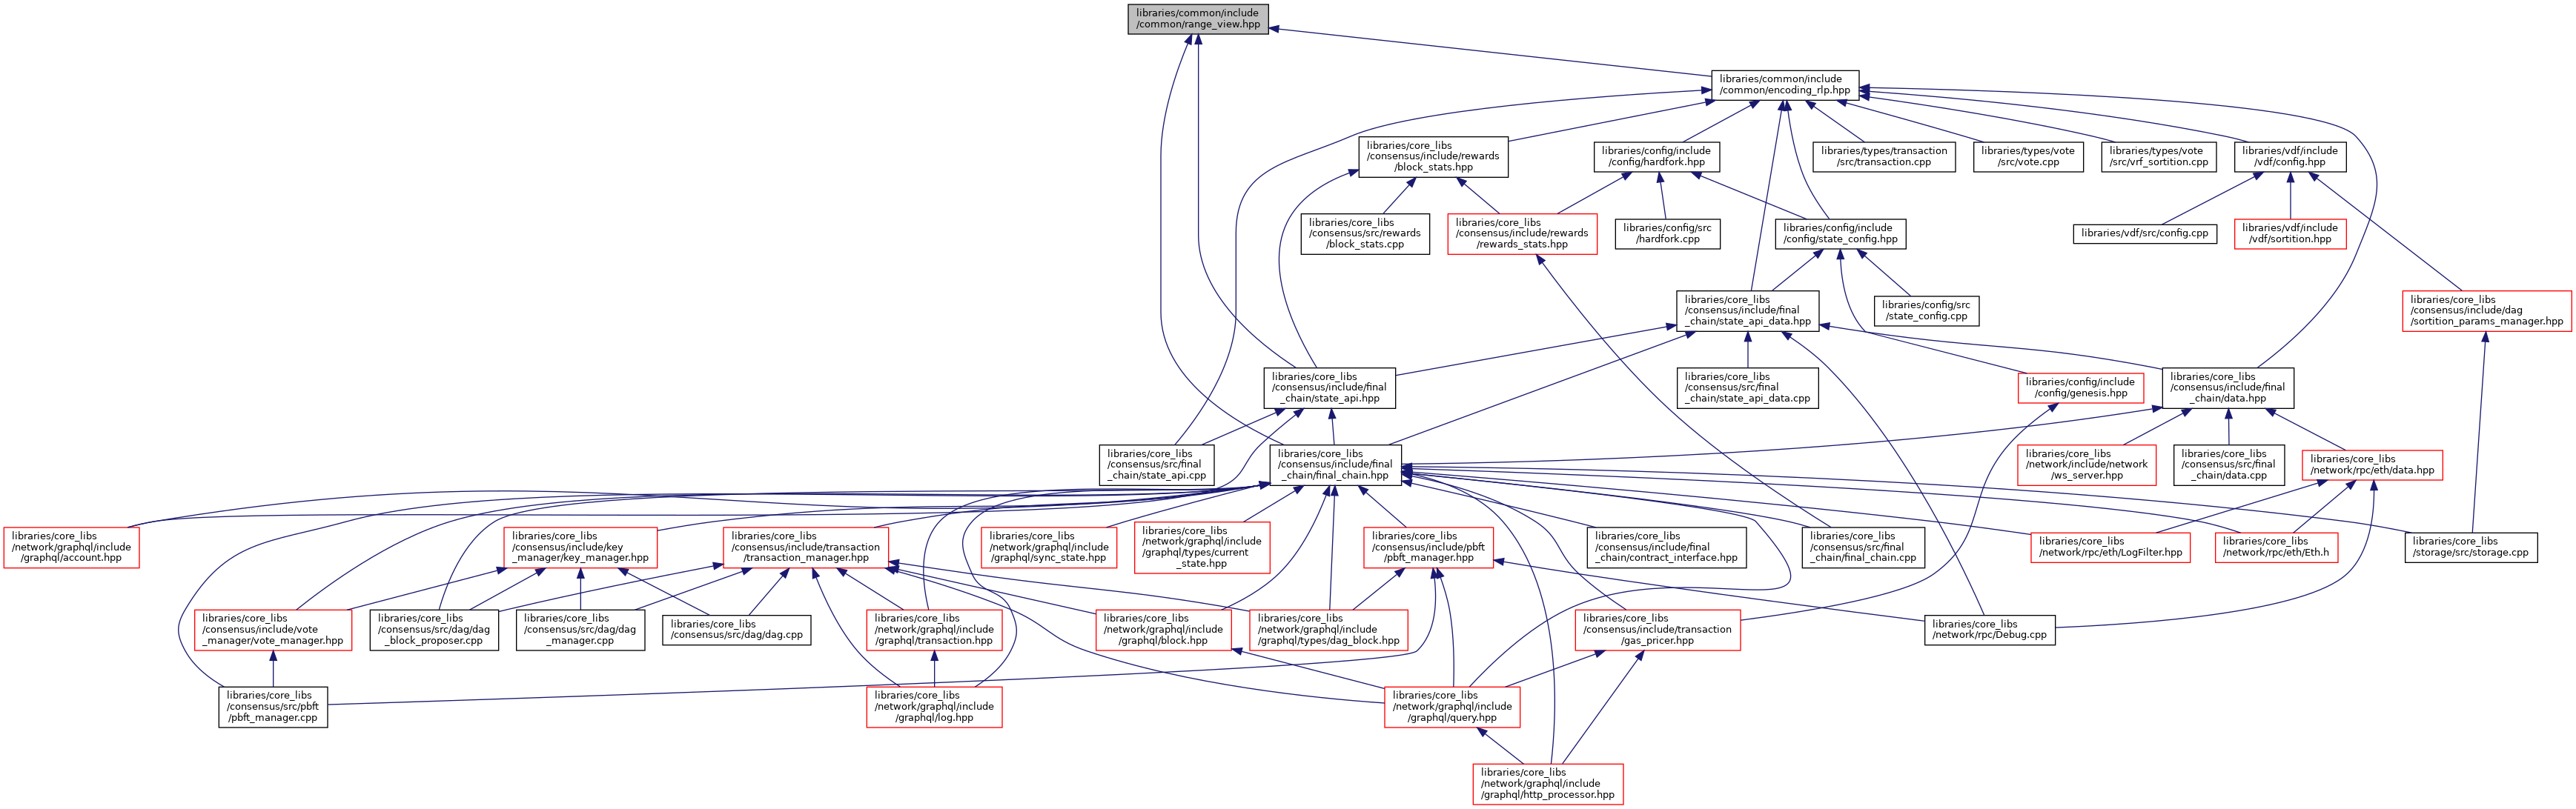 libraries/common/include
/common/range_view.hpp
libraries/common/include
/common/encoding_rlp.hpp
libraries/core_libs
/consensus/include/rewards
/block_stats.hpp
libraries/config/include
/config/hardfork.hpp
libraries/types/transaction
/src/transaction.cpp
libraries/types/vote
/src/vote.cpp
libraries/types/vote
/src/vrf_sortition.cpp
libraries/vdf/include
/vdf/config.hpp
libraries/core_libs
/consensus/src/rewards
/block_stats.cpp
libraries/core_libs
/consensus/include/rewards
/rewards_stats.hpp
libraries/config/src
/hardfork.cpp
libraries/config/include
/config/state_config.hpp
libraries/vdf/src/config.cpp
libraries/vdf/include
/vdf/sortition.hpp
libraries/core_libs
/consensus/include/final
_chain/state_api_data.hpp
libraries/config/src
/state_config.cpp
libraries/core_libs
/consensus/include/dag
/sortition_params_manager.hpp
libraries/core_libs
/consensus/include/final
_chain/state_api.hpp
libraries/core_libs
/consensus/src/final
_chain/state_api_data.cpp
libraries/config/include
/config/genesis.hpp
libraries/core_libs
/consensus/include/final
_chain/data.hpp
libraries/core_libs
/consensus/src/final
_chain/state_api.cpp
libraries/core_libs
/consensus/include/final
_chain/final_chain.hpp
libraries/core_libs
/network/include/network
/ws_server.hpp
libraries/core_libs
/consensus/src/final
_chain/data.cpp
libraries/core_libs
/network/rpc/eth/data.hpp
libraries/core_libs
/network/graphql/include
/graphql/account.hpp
libraries/core_libs
/consensus/include/key
_manager/key_manager.hpp
libraries/core_libs
/consensus/include/transaction
/transaction_manager.hpp
libraries/core_libs
/network/graphql/include
/graphql/sync_state.hpp
libraries/core_libs
/network/graphql/include
/graphql/types/current
_state.hpp
libraries/core_libs
/consensus/include/pbft
/pbft_manager.hpp
libraries/core_libs
/consensus/include/final
_chain/contract_interface.hpp
libraries/core_libs
/consensus/src/final
_chain/final_chain.cpp
libraries/core_libs
/network/rpc/eth/LogFilter.hpp
libraries/core_libs
/network/rpc/eth/Eth.h
libraries/core_libs
/storage/src/storage.cpp
libraries/core_libs
/consensus/include/vote
_manager/vote_manager.hpp
libraries/core_libs
/consensus/src/dag/dag
_block_proposer.cpp
libraries/core_libs
/consensus/src/dag/dag
_manager.cpp
libraries/core_libs
/consensus/src/dag/dag.cpp
libraries/core_libs
/network/graphql/include
/graphql/transaction.hpp
libraries/core_libs
/network/graphql/include
/graphql/block.hpp
libraries/core_libs
/network/graphql/include
/graphql/types/dag_block.hpp
libraries/core_libs
/consensus/include/transaction
/gas_pricer.hpp
libraries/core_libs
/network/rpc/Debug.cpp
libraries/core_libs
/consensus/src/pbft
/pbft_manager.cpp
libraries/core_libs
/network/graphql/include
/graphql/log.hpp
libraries/core_libs
/network/graphql/include
/graphql/query.hpp
libraries/core_libs
/network/graphql/include
/graphql/http_processor.hpp